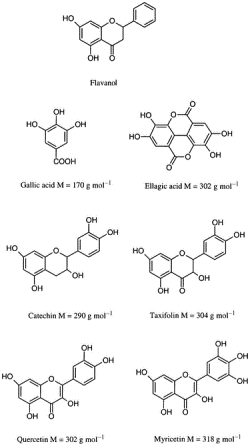 HO
O
OH
O
Flavanol
OH
HO
OH
COOH
Gallic acid M = 170 g mol⁻¹
O
O
HO
OH
HO
OH
O
O
Ellagic acid M = 302 g mol⁻¹
OH
OH
HO
O
OH
OH
Catechin M = 290 g mol⁻¹
OH
OH
HO
O
OH
OH
O
Taxifolin M = 304 g mol⁻¹
OH
OH
HO
O
OH
OH
O
Quercetin M = 302 g mol⁻¹
OH
OH
HO
O
OH
OH
OH
O
Myricetin M = 318 g mol⁻¹